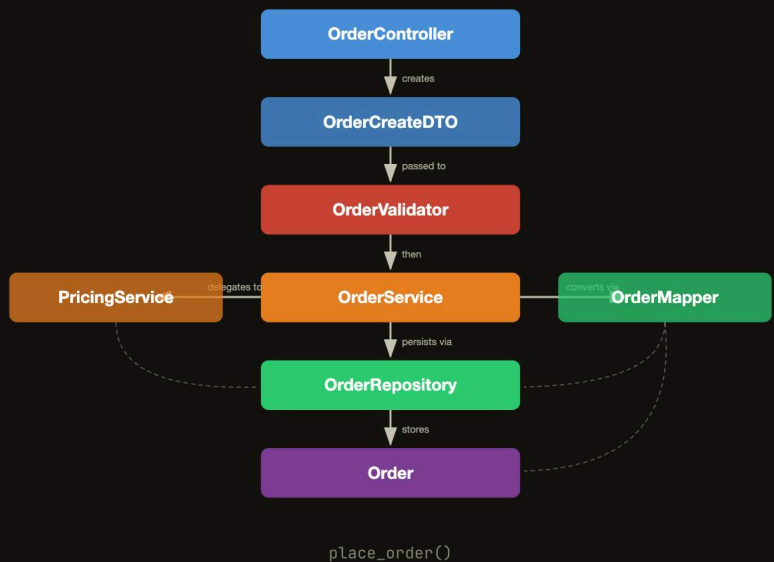 OrderController
creates
OrderCreateDTO
passed to
OrderValidator
then
PricingService
delegates to
OrderService
converts via
OrderMapper
persists via
OrderRepository
stores
Order
place_order()